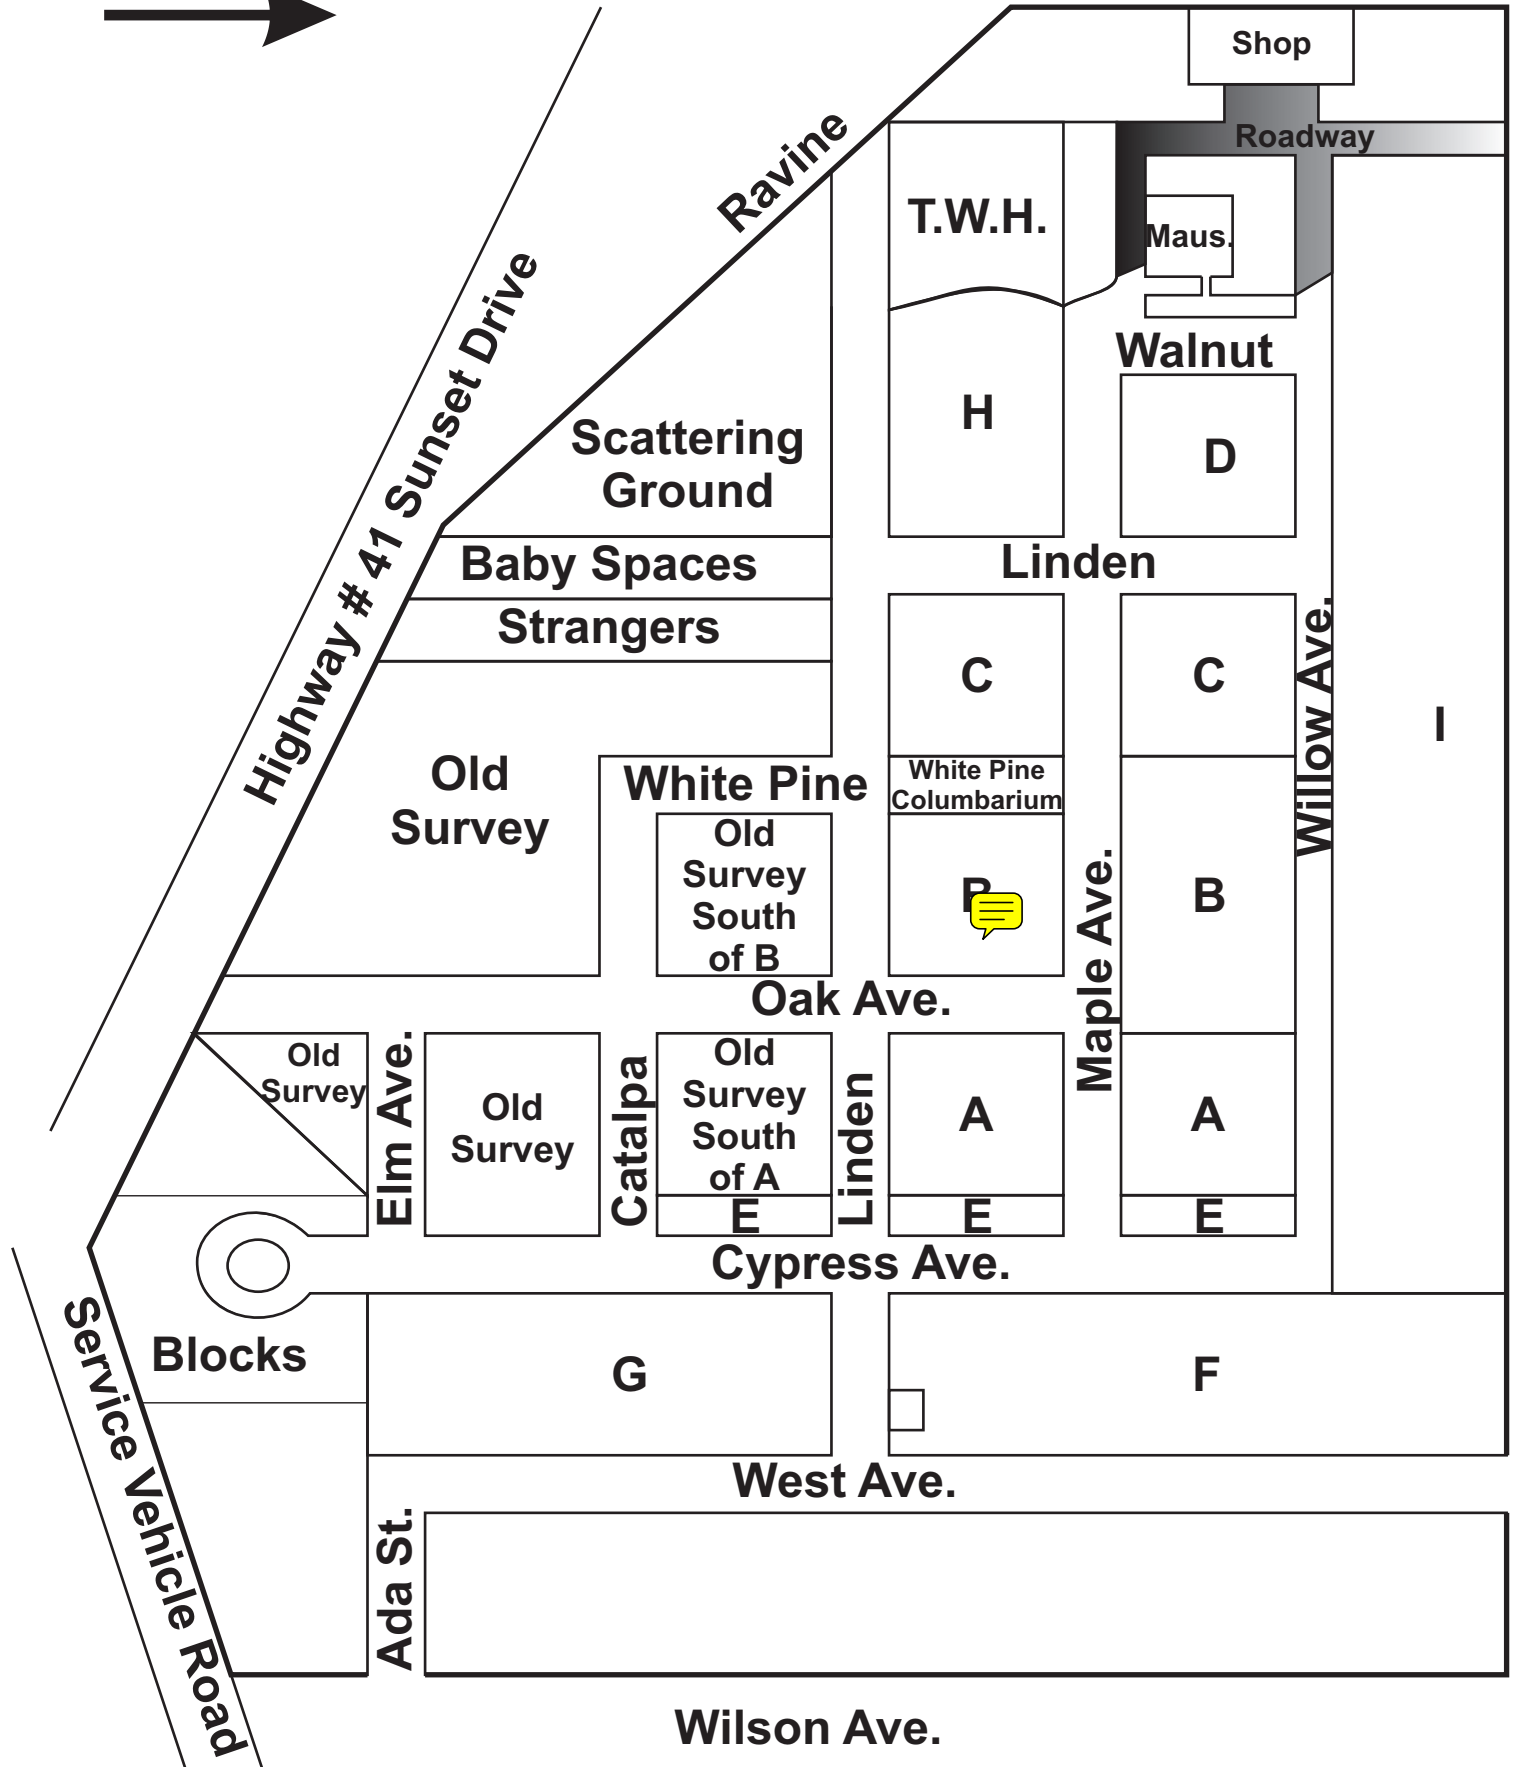 Shop
Roadway
Ravine
T.W.H.
Maus.
Walnut
Highway # 41 Sunset Drive
Scattering
Ground
H
D
Baby Spaces
Linden
Strangers
C
C
Willow Ave.
I
Old
Survey
White Pine
White Pine
Columbarium
Old
Survey
South
of B
B
Maple Ave.
B
Oak Ave.
Old
Survey
Elm Ave.
Old
Survey
Catalpa
Old
Survey
South
of A
Linden
A
A
E
E
E
Cypress Ave.
Blocks
G
F
Service Vehicle Road
West Ave.
Ada St.
Wilson Ave.